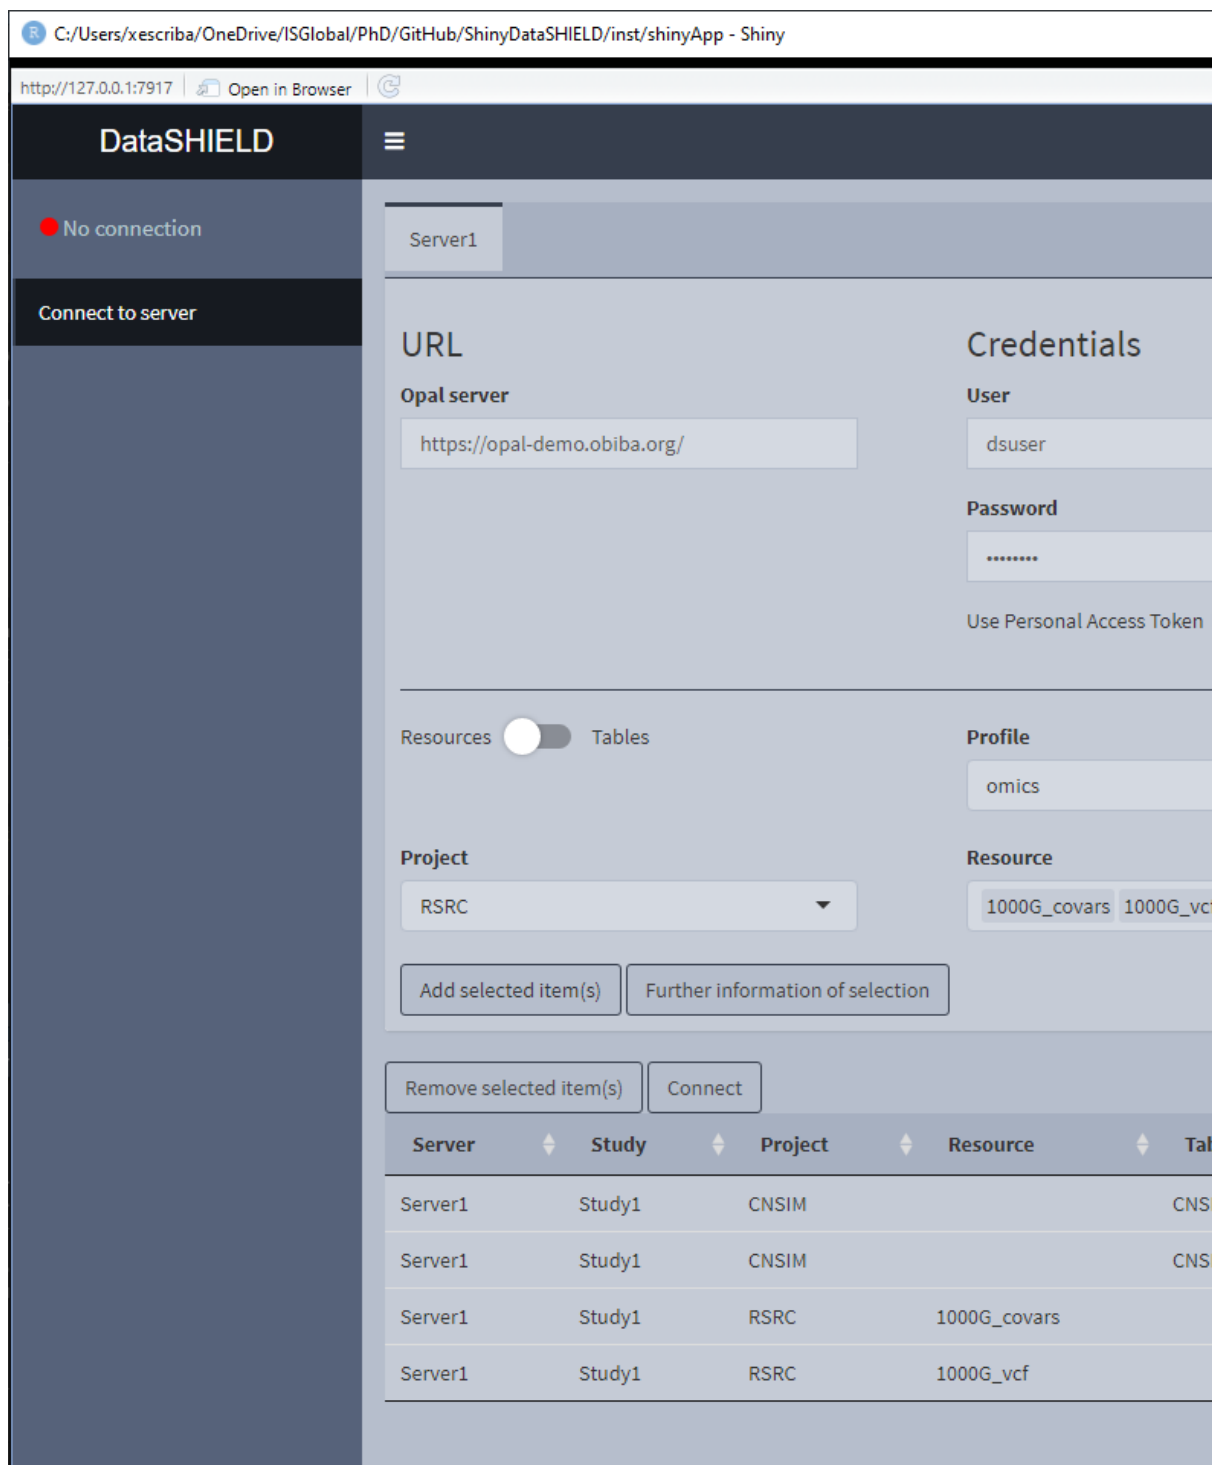 C:/Users/xescriba/OneDrive/ISGlobal/PhD/GitHub/ShinyDataSHIELD/inst/shinyApp - Shiny
http://127.0.0.1:7917 Open in Browser
DataSHIELD
No connection
Server1
Connect to server
URL Credentials
Opal server User
https://opal-demo.obiba.org/ dsuser
Password
••••••••
Use Personal Access Token
Resources Tables Profile
omics
Project Resource
RSRC 1000G_covars 1000G_vc
Add selected item(s) Further information of selection
Remove selected item(s) Connect
Server Study Project Resource Tab
Server1 Study1 CNSIM CNS
Server1 Study1 CNSIM CNS
Server1 Study1 RSRC 1000G_covars
Server1 Study1 RSRC 1000G_vcf